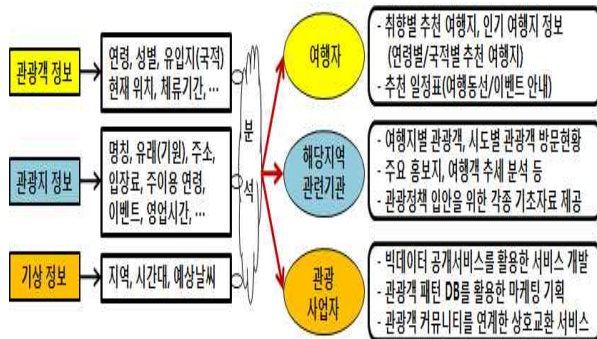 관광객 정보
연령, 성별, 유입지(국적)
현재 위치, 체류기간, …
관광지 정보
명칭, 유래(기원), 주소,
입장료, 주이용 연령,
이벤트, 영업시간, …
기상 정보
지역, 시간대, 예상날씨
분
석
여행자
- 취향별 추천 여행지, 인기 여행지 정보
(연령별/국적별 추천 여행지)
- 추천 일정표(여행동선/이벤트 안내)
해당지역
관련기관
- 여행지별 관광객, 시도별 관광객 방문현황
- 주요 홍보지, 여행객 추세 분석 등
- 관광정책 입안을 위한 각종 기초자료 제공
관광
사업자
- 빅데이터 공개서비스를 활용한 서비스 개발
- 관광객 패턴 DB를 활용한 마케팅 기획
- 관광객 커뮤니티를 연계한 상호교환 서비스